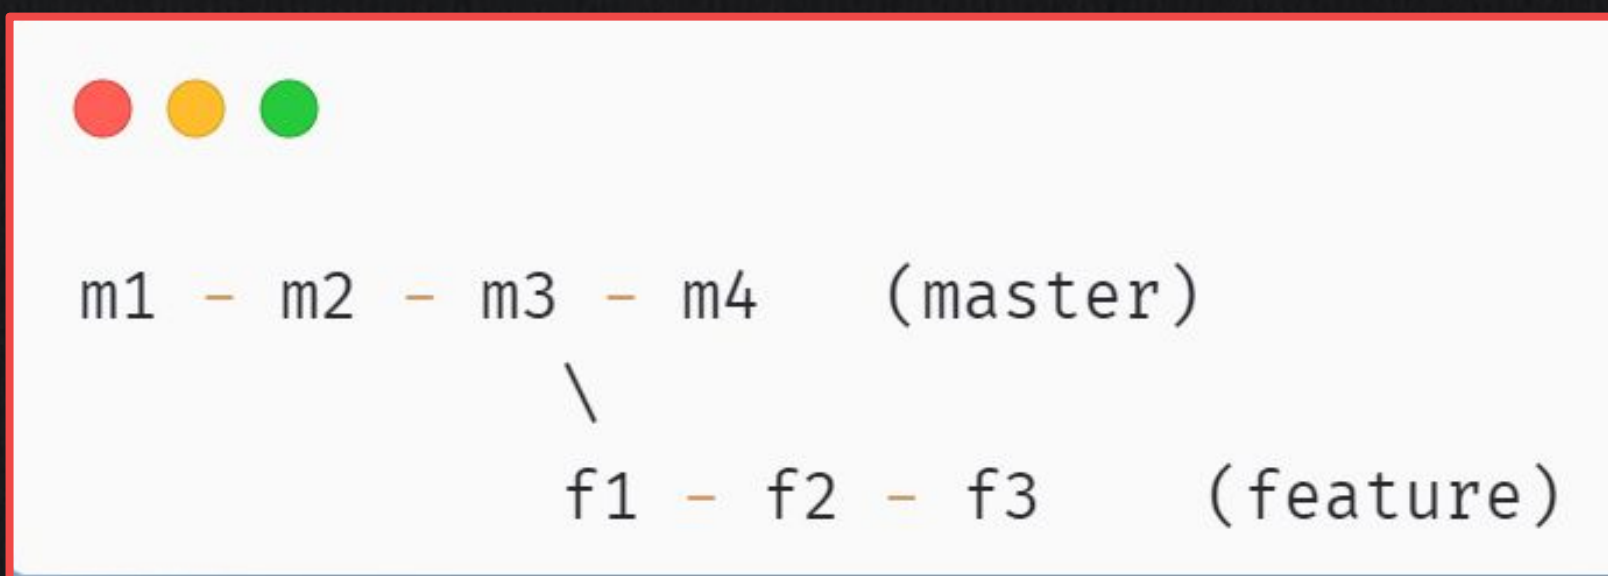 m1 - m2 - m3 - m4 (master)
\
f1 - f2 - f3 (feature)